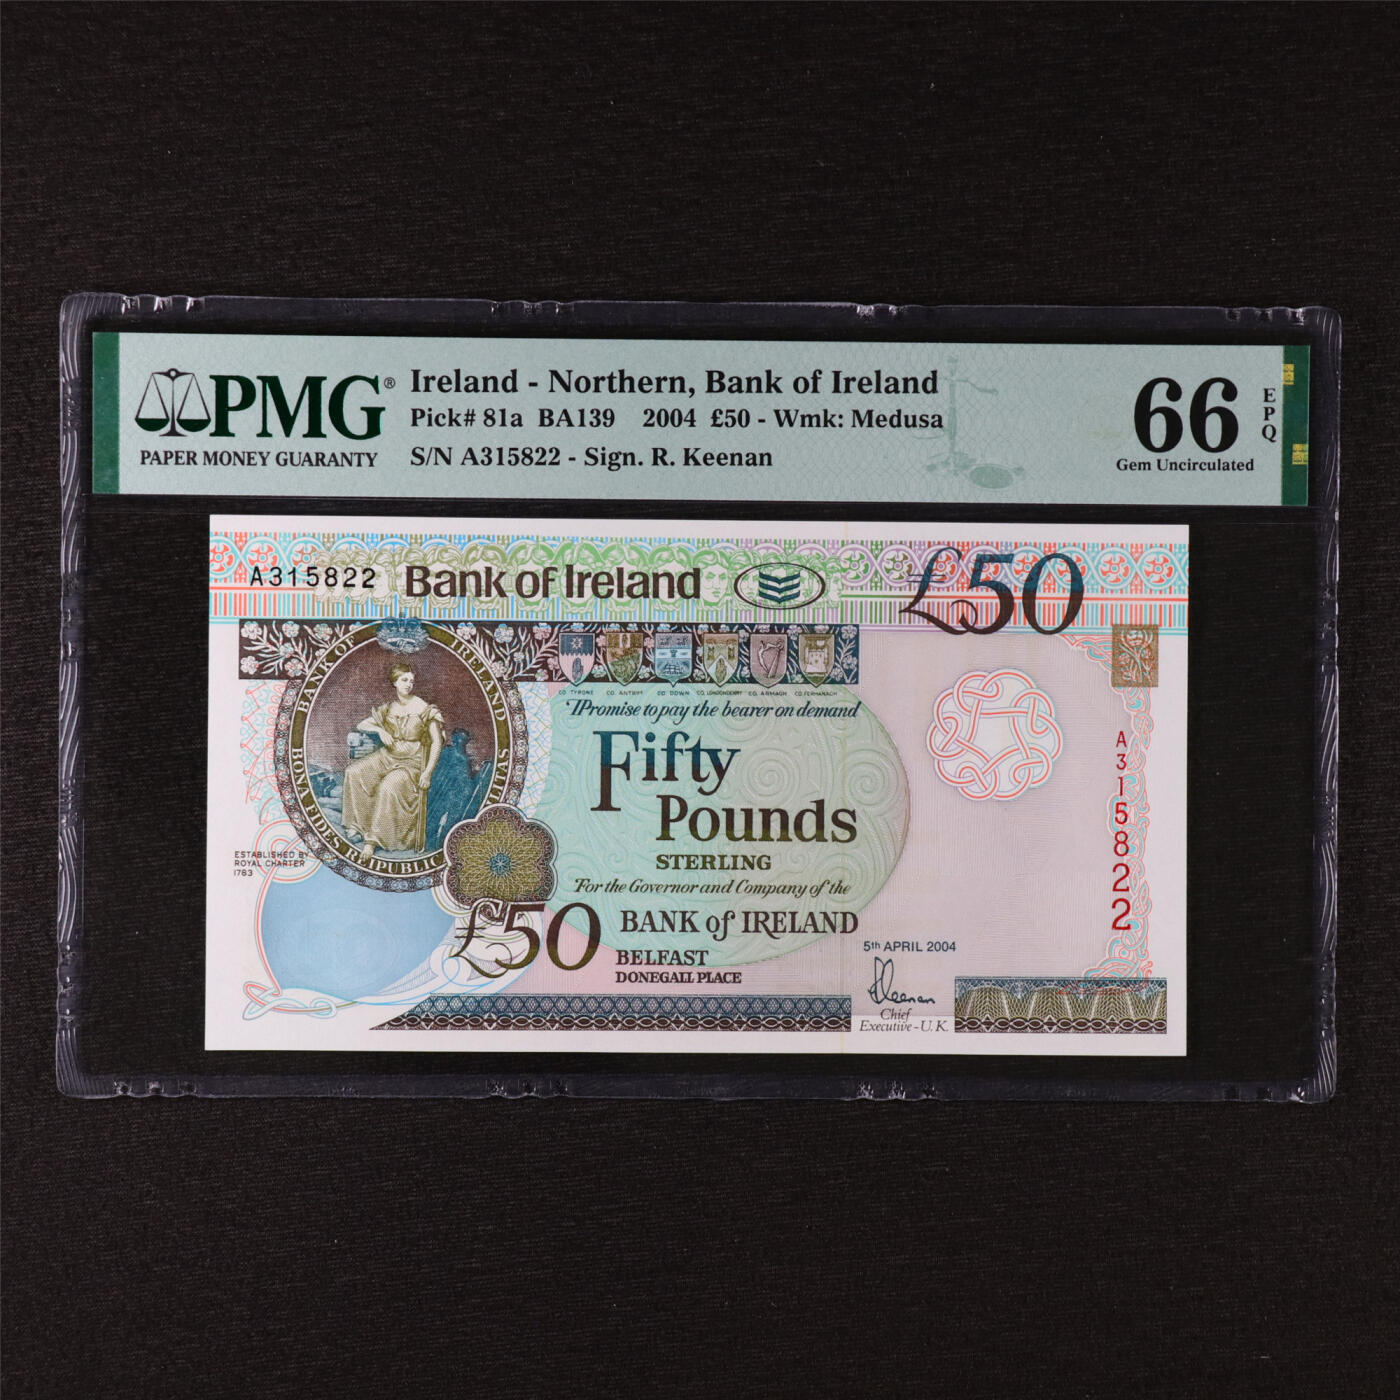 PMG®
PAPER MONEY GUARANTY
Ireland - Northern, Bank of Ireland
Pick# 81a BA139 2004 £50 - Wmk: Medusa
S/N A315822 - Sign. R. Keenan
66
EPQ
Gem Uncirculated
A315822
Bank of Ireland
£50
BANK OF IRELAND
BONA FIDES REIPUBLICÆ STABILITAS
CO. TYRONE CO. ANTRIM CO. DOWN CO. LONDONDERRY CO. ARMAGH CO. FERMANAGH
I Promise to pay the bearer on demand
Fifty
Pounds
STERLING
For the Governor and Company of the
BANK of IRELAND
BELFAST
DONEGALL PLACE
ESTABLISHED BY
ROYAL CHARTER
1783
£50
A315822
5th APRIL 2004
RKeenan
Chief
Executive - U.K.